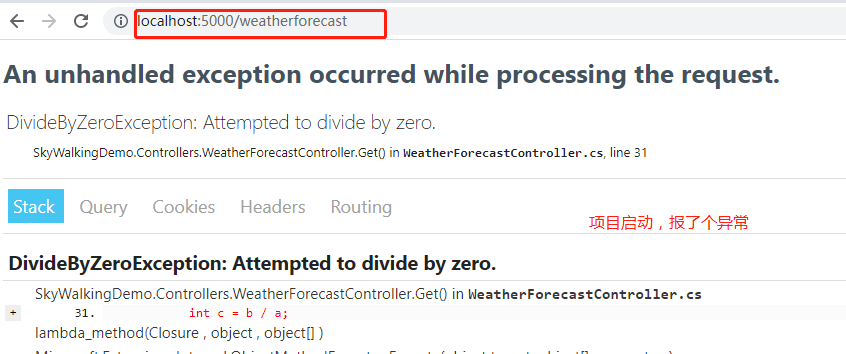 localhost:5000/weatherforecast
An unhandled exception occurred while processing the request.
DivideByZeroException: Attempted to divide by zero.
SkyWalkingDemo.Controllers.WeatherForecastController.Get() in WeatherForecastController.cs, line 31
Stack Query Cookies Headers Routing
项目启动，报了个异常
DivideByZeroException: Attempted to divide by zero.
SkyWalkingDemo.Controllers.WeatherForecastController.Get() in WeatherForecastController.cs
+ 31. int c = b / a;
lambda_method(Closure , object , object[] )